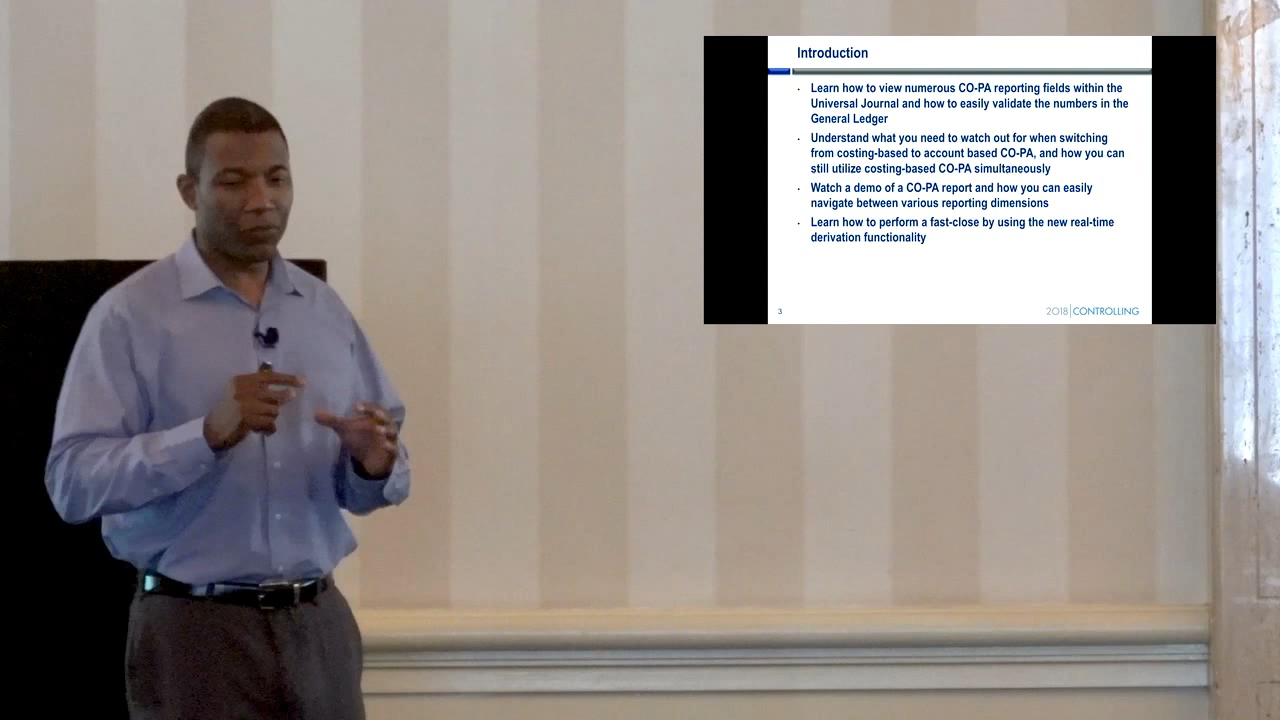 Introduction
· Learn how to view numerous CO-PA reporting fields within the
Universal Journal and how to easily validate the numbers in the
General Ledger
· Understand what you need to watch out for when switching
from costing-based to account based CO-PA, and how you can
still utilize costing-based CO-PA simultaneously
· Watch a demo of a CO-PA report and how you can easily
navigate between various reporting dimensions
· Learn how to perform a fast-close by using the new real-time
derivation functionality
3
2018|CONTROLLING